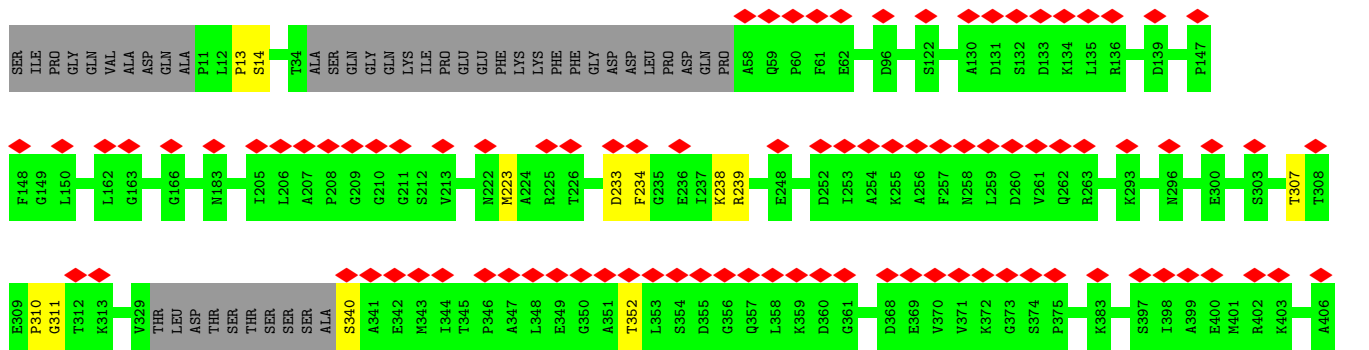 SER ILE PRO GLY GLN VAL ALA ASP GLN ALA P11 L12 P13 S14 T34 ALA SER GLN GLY GLN LYS ILE PRO GLU GLU PHE LYS LYS PHE PHE GLY ASP ASP LEU PRO ASP GLN PRO A58 Q59 P60 F61 E62 D96 S122 A130 D131 S132 D133 K134 L135 R136 D139 P147
F148 G149 L150 L162 G163 G166 N183 I205 L206 A207 P208 G209 G210 G211 S212 V213 N222 M223 A224 R225 T226 D233 F234 G235 E236 I237 K238 R239 E248 D252 I253 A254 K255 A256 F257 N258 L259 D260 V261 Q262 R263 K293 N296 E300 S303 T307 T308
E309 P310 G311 T312 K313 V329 THR LEU ASP THR SER THR SER SER SER ALA S340 A341 E342 M343 I344 T345 P346 A347 L348 E349 G350 A351 T352 L353 S354 D355 G356 Q357 L358 K359 D360 G361 D368 E369 V370 V371 K372 G373 S374 P375 K383 S397 I398 A399 E400 M401 R402 K403 A406